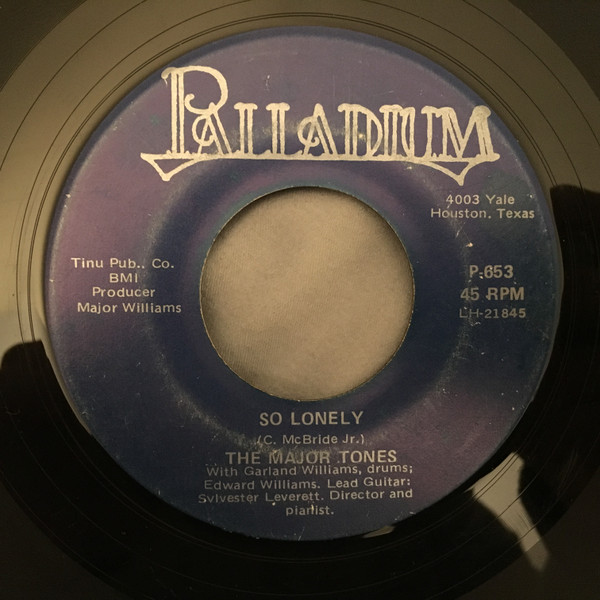 PALLADIUM
4003 Yale
Houston, Texas
Tinu Pub., Co.
BMI
Producer
Major Williams
P-653
45 RPM
LH-21845
SO LONELY
(C. McBride Jr.)
THE MAJOR TONES
With Garland Williams, drums;
Edward Williams. Lead Guitar:
Sylvester Leverett. Director and
pianist.